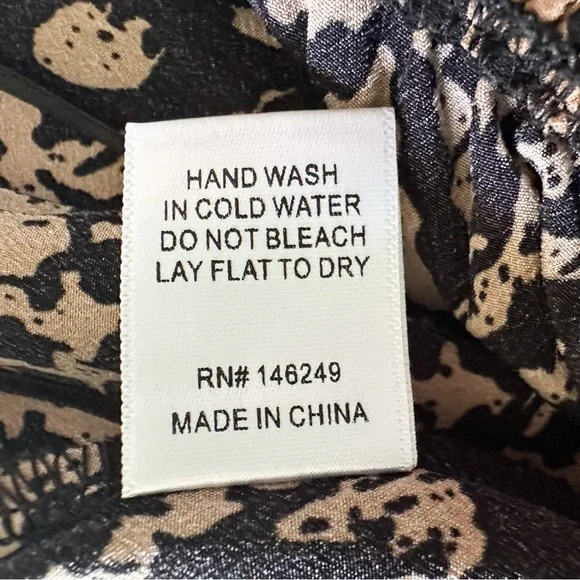 HAND WASH
IN COLD WATER
DO NOT BLEACH
LAY FLAT TO DRY
RN# 146249
MADE IN CHINA